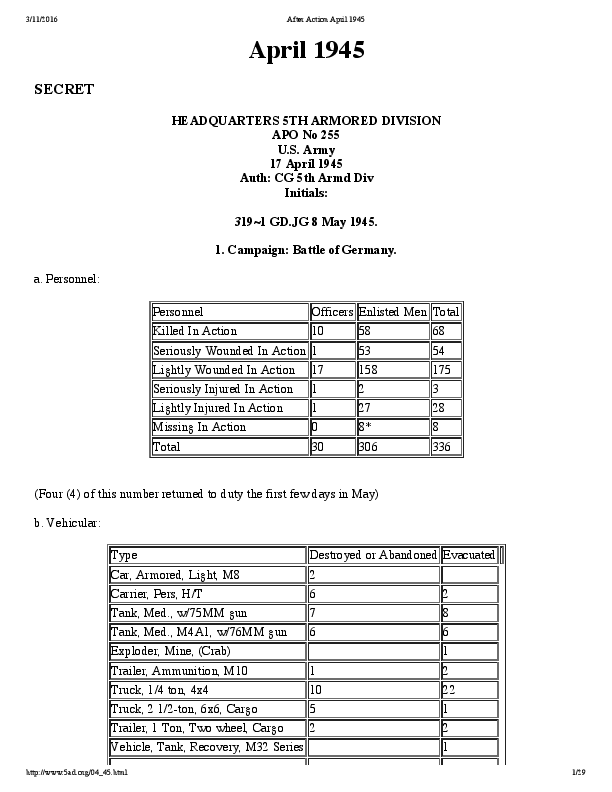 3/11/2016 After Action April 1945
April 1945
SECRET
HEADQUARTERS 5TH ARMORED DIVISION
APO No 255
U.S. Army
17 April 1945
Auth: CG 5th Armd Div
Initials:
319~1 GD.JG 8 May 1945.
1. Campaign: Battle of Germany.
a. Personnel:
Personnel Officers Enlisted Men Total
Killed In Action 10 58 68
Seriously Wounded In Action 1 53 54
Lightly Wounded In Action 17 158 175
Seriously Injured In Action 1 2 3
Lightly Injured In Action 1 27 28
Missing In Action 0 8* 8
Total 30 306 336
(Four (4) of this number returned to duty the first few days in May)
b. Vehicular:
Type Destroyed or Abandoned Evacuated
Car, Armored, Light, M8 2
Carrier, Pers, H/T 6 2
Tank, Med., w/75MM gun 7 8
Tank, Med., M4A1, w/76MM gun 6 6
Exploder, Mine, (Crab) 1
Trailer, Ammunition, M10 1 2
Truck, 1/4 ton, 4x4 10 22
Truck, 2 1/2-ton, 6x6, Cargo 5 1
Trailer, 1 Ton, Two wheel, Cargo 2 2
Vehicle, Tank, Recovery, M32 Series 1
http://www.5ad.org/04_45.html 1/29